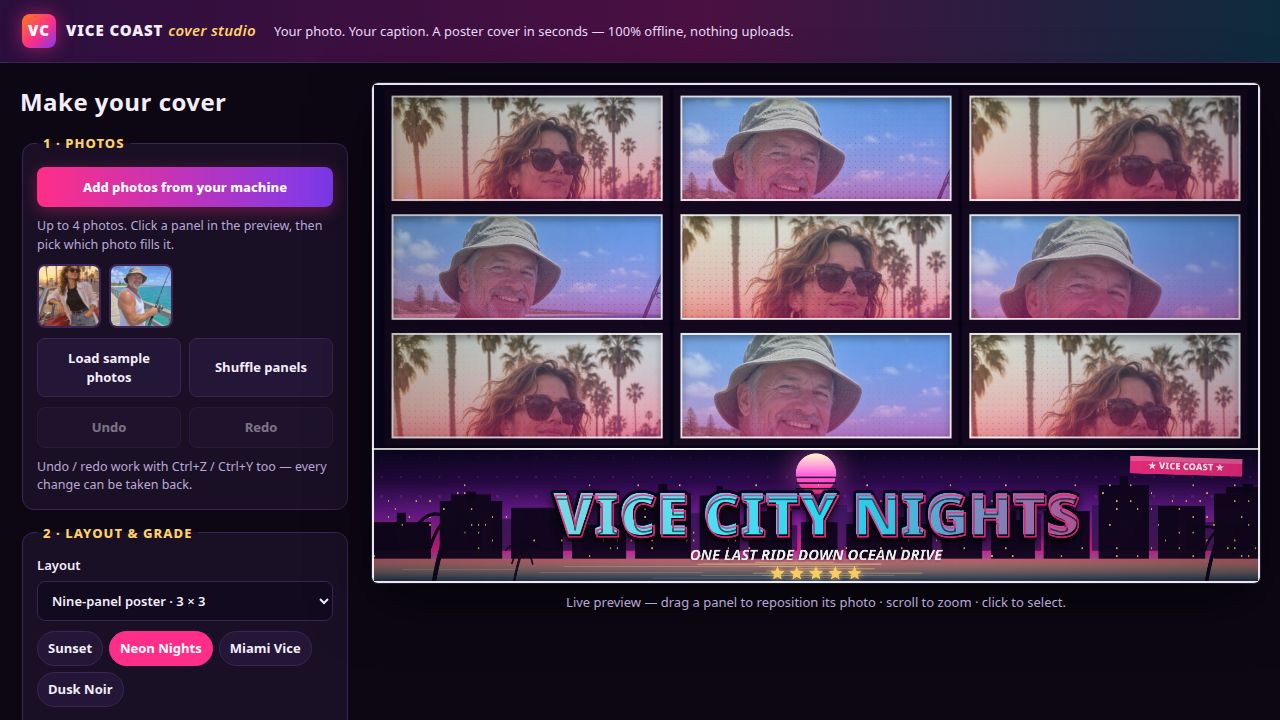 VC VICE COAST cover studio Your photo. Your caption. A poster cover in seconds — 100% offline, nothing uploads.
Make your cover
1 · PHOTOS
Add photos from your machine
Up to 4 photos. Click a panel in the preview, then
pick which photo fills it.
Load sample
photos
Shuffle panels
Undo
Redo
Undo / redo work with Ctrl+Z / Ctrl+Y too — every
change can be taken back.
2 · LAYOUT & GRADE
Layout
Nine-panel poster · 3 × 3
Sunset
Neon Nights
Miami Vice
Dusk Noir
★ VICE COAST ★
VICE CITY NIGHTS
ONE LAST RIDE DOWN OCEAN DRIVE
Live preview — drag a panel to reposition its photo · scroll to zoom · click to select.